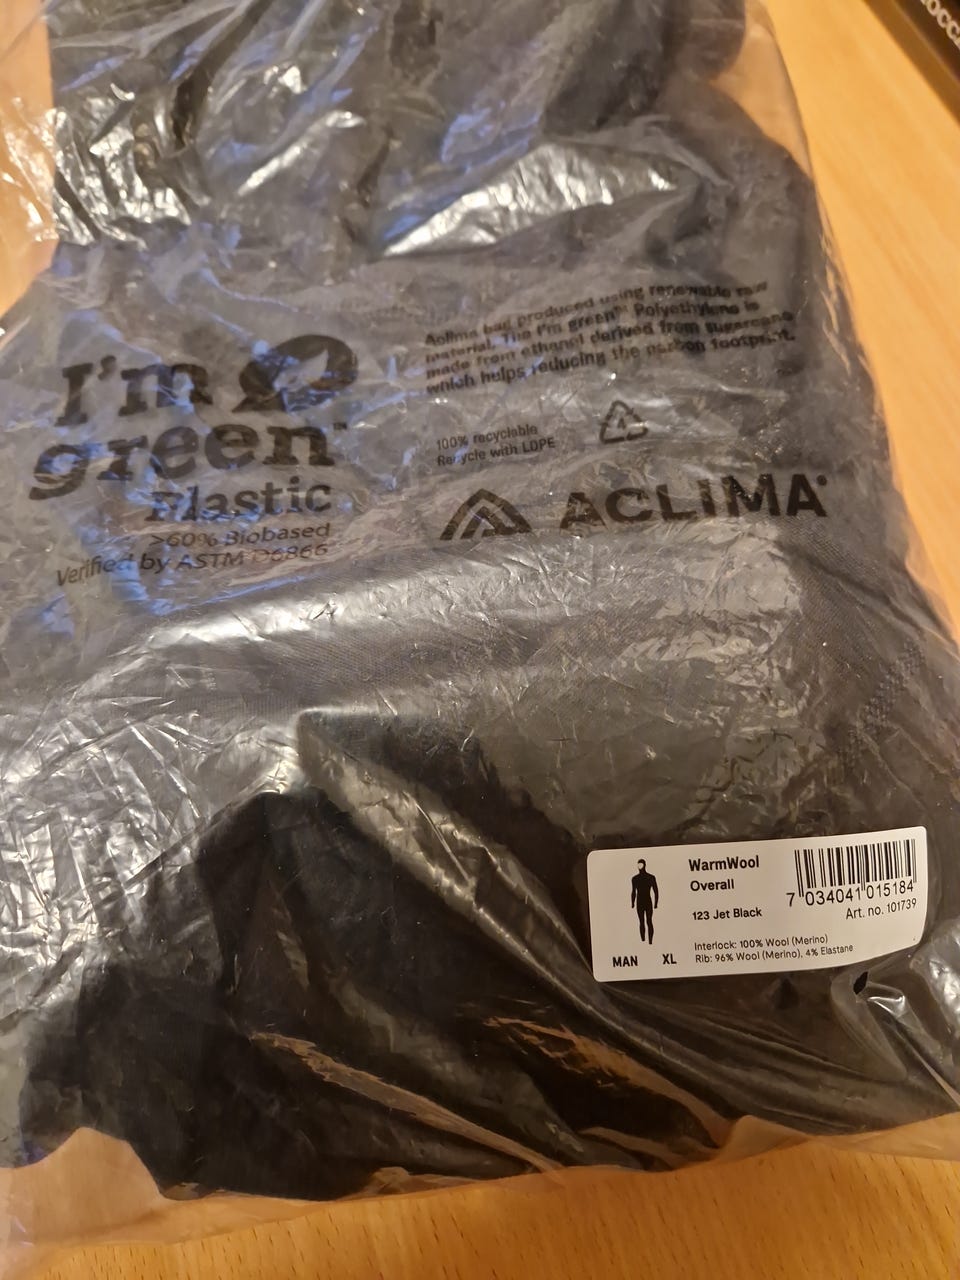 I'm
green™
Plastic
>60% Biobased
Verified by ASTM D6866
Aclima bag produced using renewable raw
material. The I'm green™ Polyethylene is
made from ethanol derived from sugarcane
which helps reducing the carbon footprint.
100% recyclable
Recycle with LDPE
4
ACLIMA®
WarmWool
Overall
123 Jet Black
7 034041 015184
Art. no. 101739
MAN XL
Interlock: 100% Wool (Merino)
Rib: 96% Wool (Merino), 4% Elastane